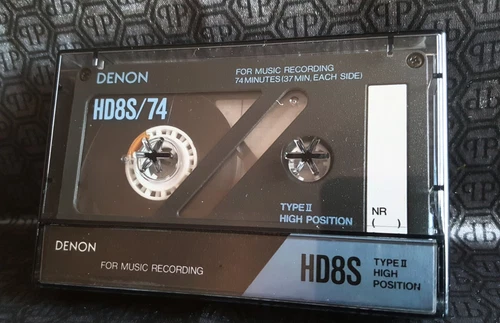 DENON
FOR MUSIC RECORDING
74 MINUTES (37 MIN, EACH SIDE)
HD8S/74
TYPE II
HIGH POSITION
NR
( )
DENON
FOR MUSIC RECORDING
HD8S
TYPE II
HIGH
POSITION